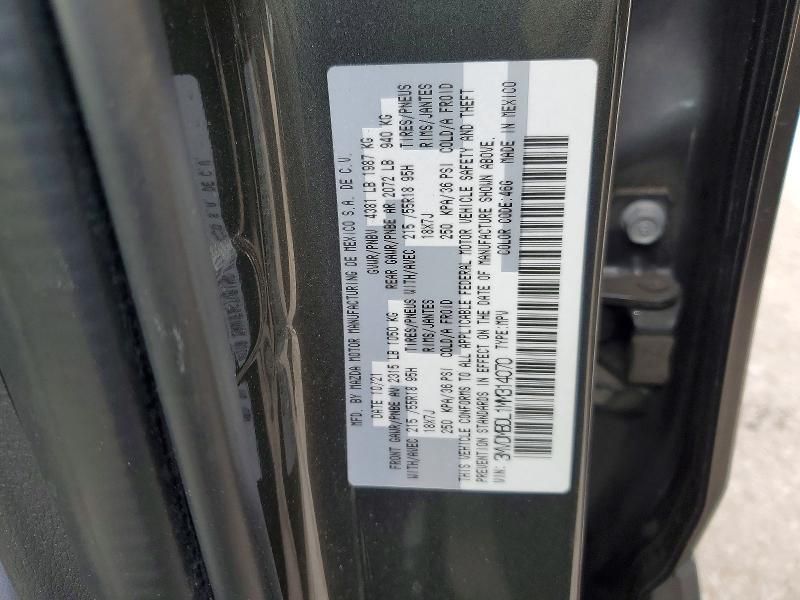 MFD. BY MAZDA MOTOR MANUFACTURING DE MEXICO S.A. DE C.V.
DATE 10/21 GVWR/PNBV 4381 LB 1987 KG
FRONT GAWR/PNBE AV 2315 LB 1050 KG REAR GAWR/PNBE AR 2072 LB 940 KG
WITH/AVEC 215 /55R18 95H TIRES/PNEUS WITH/AVEC 215 /55R18 95H TIRES/PNEUS
18X7J RIMS/JANTES 18X7J RIMS/JANTES
250 KPA/36 PSI COLD/A FROID 250 KPA/36 PSI COLD/A FROID
THIS VEHICLE CONFORMS TO ALL APPLICABLE FEDERAL MOTOR VEHICLE SAFETY AND THEFT
PREVENTION STANDARDS IN EFFECT ON THE DATE OF MANUFACTURE SHOWN ABOVE.
VIN: TYPE:MPV COLOR CODE:46G MADE IN MEXICO